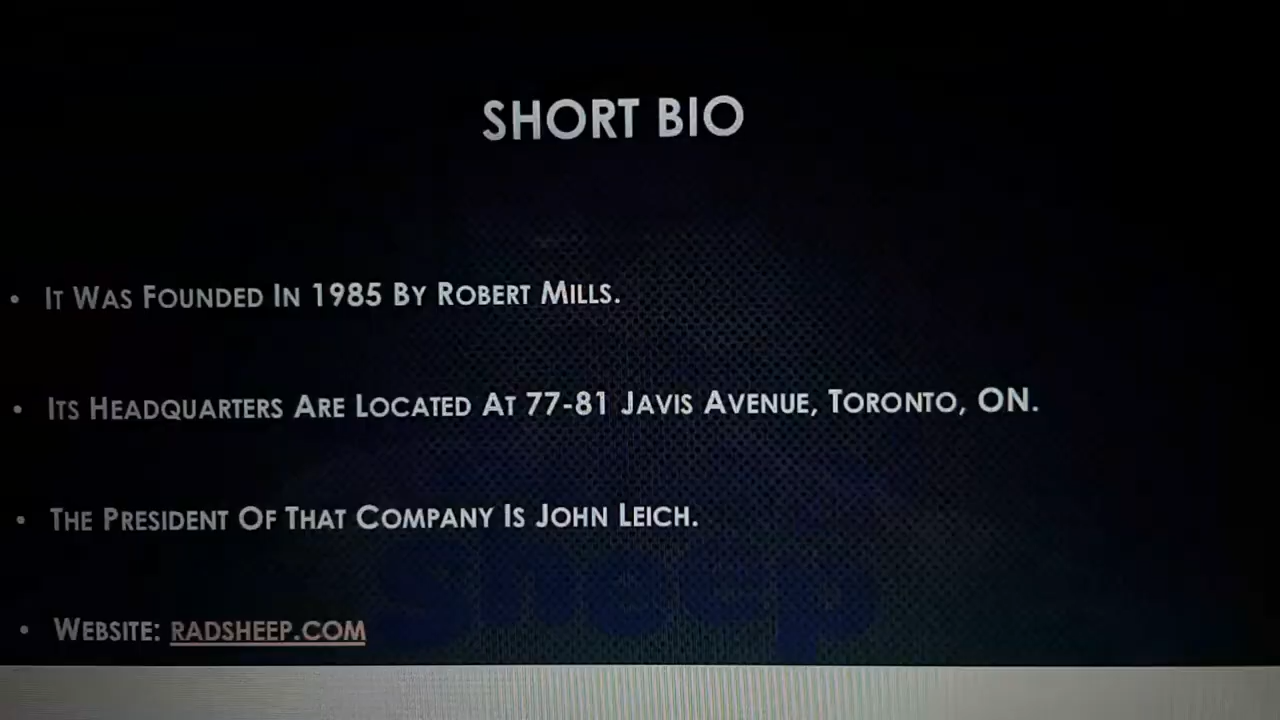 SHORT BIO
• IT WAS FOUNDED IN 1985 BY ROBERT MILLS.
• ITS HEADQUARTERS ARE LOCATED AT 77-81 JAVIS AVENUE, TORONTO, ON.
• THE PRESIDENT OF THAT COMPANY IS JOHN LEICH.
sheep
• WEBSITE: RADSHEEP.COM